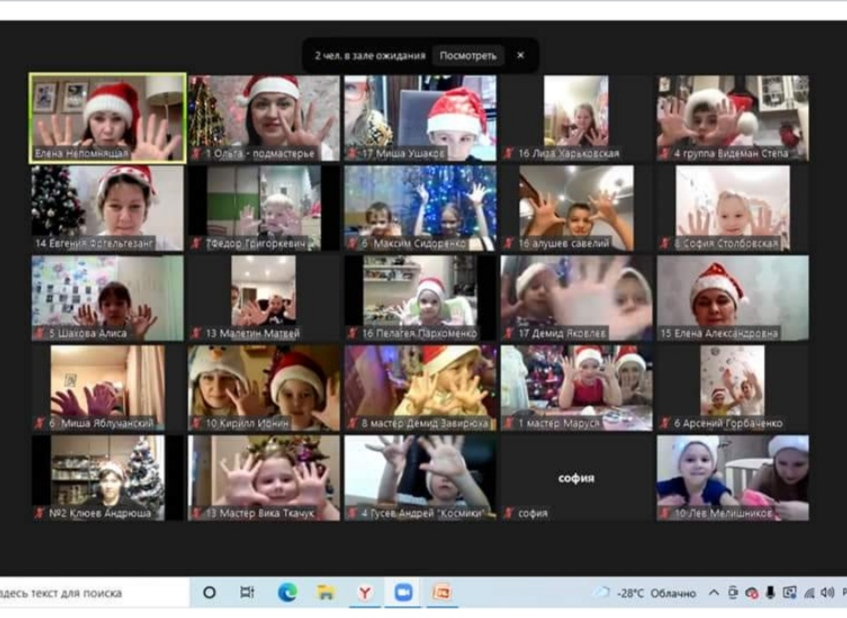 2 чел. в зале ожидания Посмотреть ×
Елена Непомнящая
1 Ольга - подмастерье
17 Миша Ушаков
16 Лиза Харьковская
4 группа Видеман Степа
14 Евгения Фогельгезанг
7Федор Григоркевич
6 Максим Сидоренко
16 алушев савелий
8 София Столбовская
5 Шахова Алиса
13 Малетин Матвей
16 Пелагея Пархоменко
17 Демид Яковлев
15 Елена Александровна
6 Миша Яблучанский
10 Кирилл Ионин
8 мастер Демид Завирюха
1 мастер Маруся
6 Арсений Горбаченко
№2 Клюев Андрюша
13 Мастер Вика Ткачук
4 Гусев Андрей "Космики"
софия
софия
10 Лев Мелишников
здесь текст для поиска
-28°C Облачно